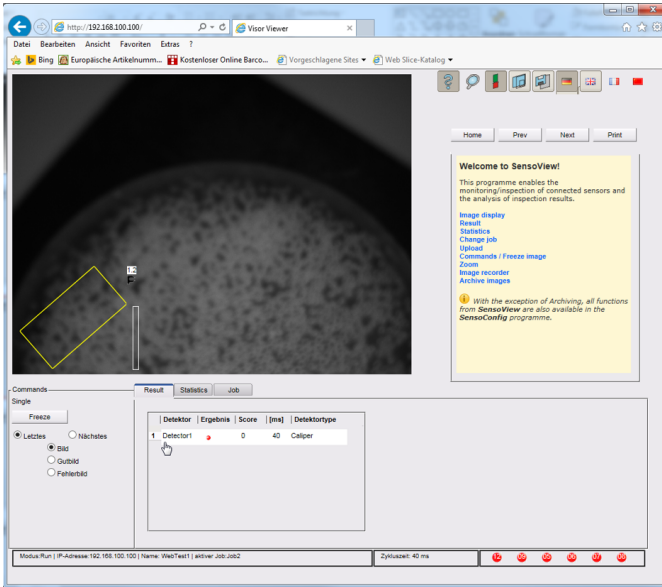 http://192.168.100.100/
Visor Viewer
Datei Bearbeiten Ansicht Favoriten Extras ?
Bing Europäische Artikelnumm... Kostenloser Online Barco... Vorgeschlagene Sites Web Slice-Katalog
Home Prev Next Print
Welcome to SensoView!
This programme enables the
monitoring/inspection of connected sensors and
the analysis of inspection results.
Image display
Result
Statistics
Change job
Upload
Commands / Freeze image
Zoom
Image recorder
Archive images
With the exception of Archiving, all functions
from SensoView are also available in the
SensoConfig programme.
1.2
Commands
Single
Freeze
Letztes Nächstes
Bild
Gutbild
Fehlerbild
Result Statistics Job
Detektor Ergebnis Score [ms] Detektortype
1 Detector1 0 40 Caliper
Modus:Run | IP-Adresse:192.168.100.100 | Name: WebTest1 | aktiver Job:Job2
Zykluszeit: 40 ms
12 09 05 06 07 08